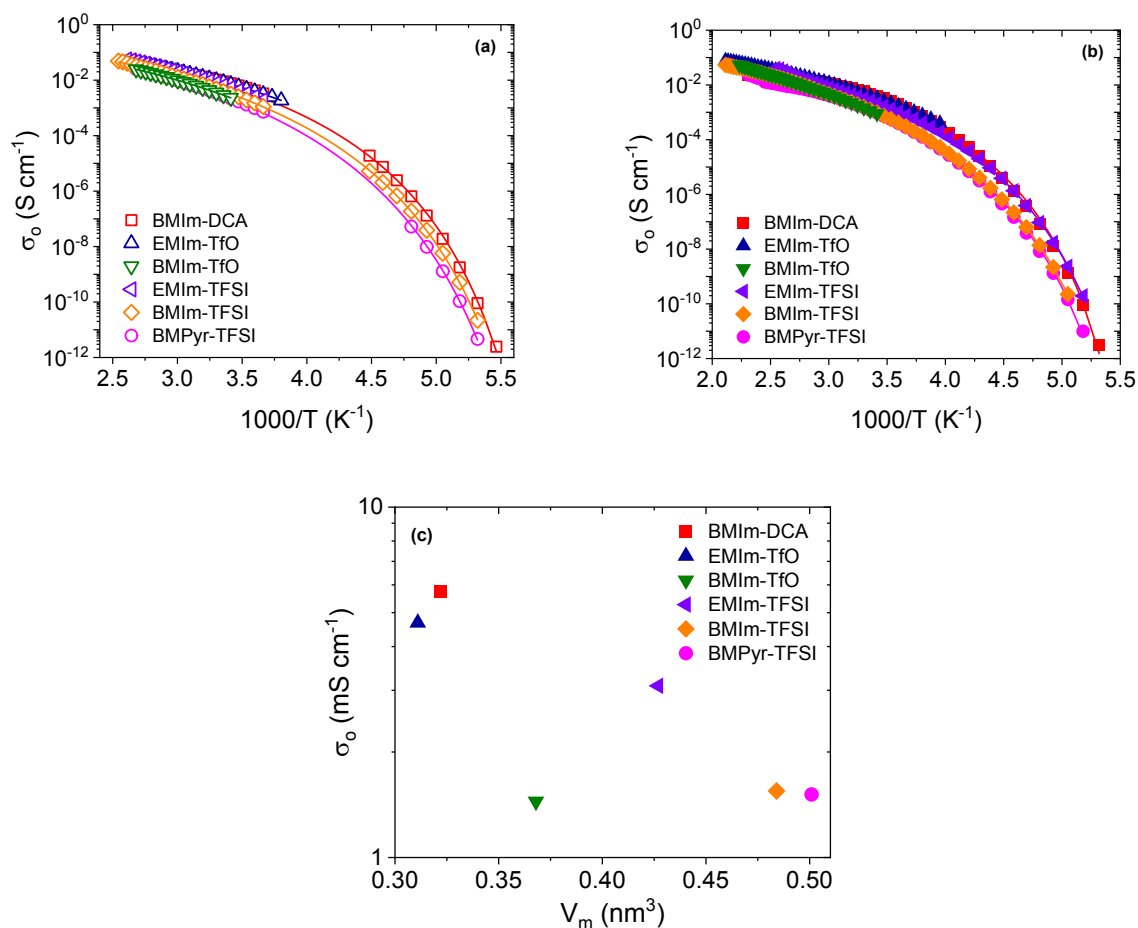 (a)
10^0
10^-2
10^-4
10^-6
10^-8
10^-10
10^-12
σ_o (S cm^-1)
BMIm-DCA
EMIm-TfO
BMIm-TfO
EMIm-TFSI
BMIm-TFSI
BMPyr-TFSI
2.5 3.0 3.5 4.0 4.5 5.0 5.5
1000/T (K^-1)
(b)
10^0
10^-2
10^-4
10^-6
10^-8
10^-10
10^-12
σ_o (S cm^-1)
BMIm-DCA
EMIm-TfO
BMIm-TfO
EMIm-TFSI
BMIm-TFSI
BMPyr-TFSI
2.0 2.5 3.0 3.5 4.0 4.5 5.0 5.5
1000/T (K^-1)
(c)
10
1
σ_o (mS cm^-1)
BMIm-DCA
EMIm-TfO
BMIm-TfO
EMIm-TFSI
BMIm-TFSI
BMPyr-TFSI
0.30 0.35 0.40 0.45 0.50
V_m (nm^3)